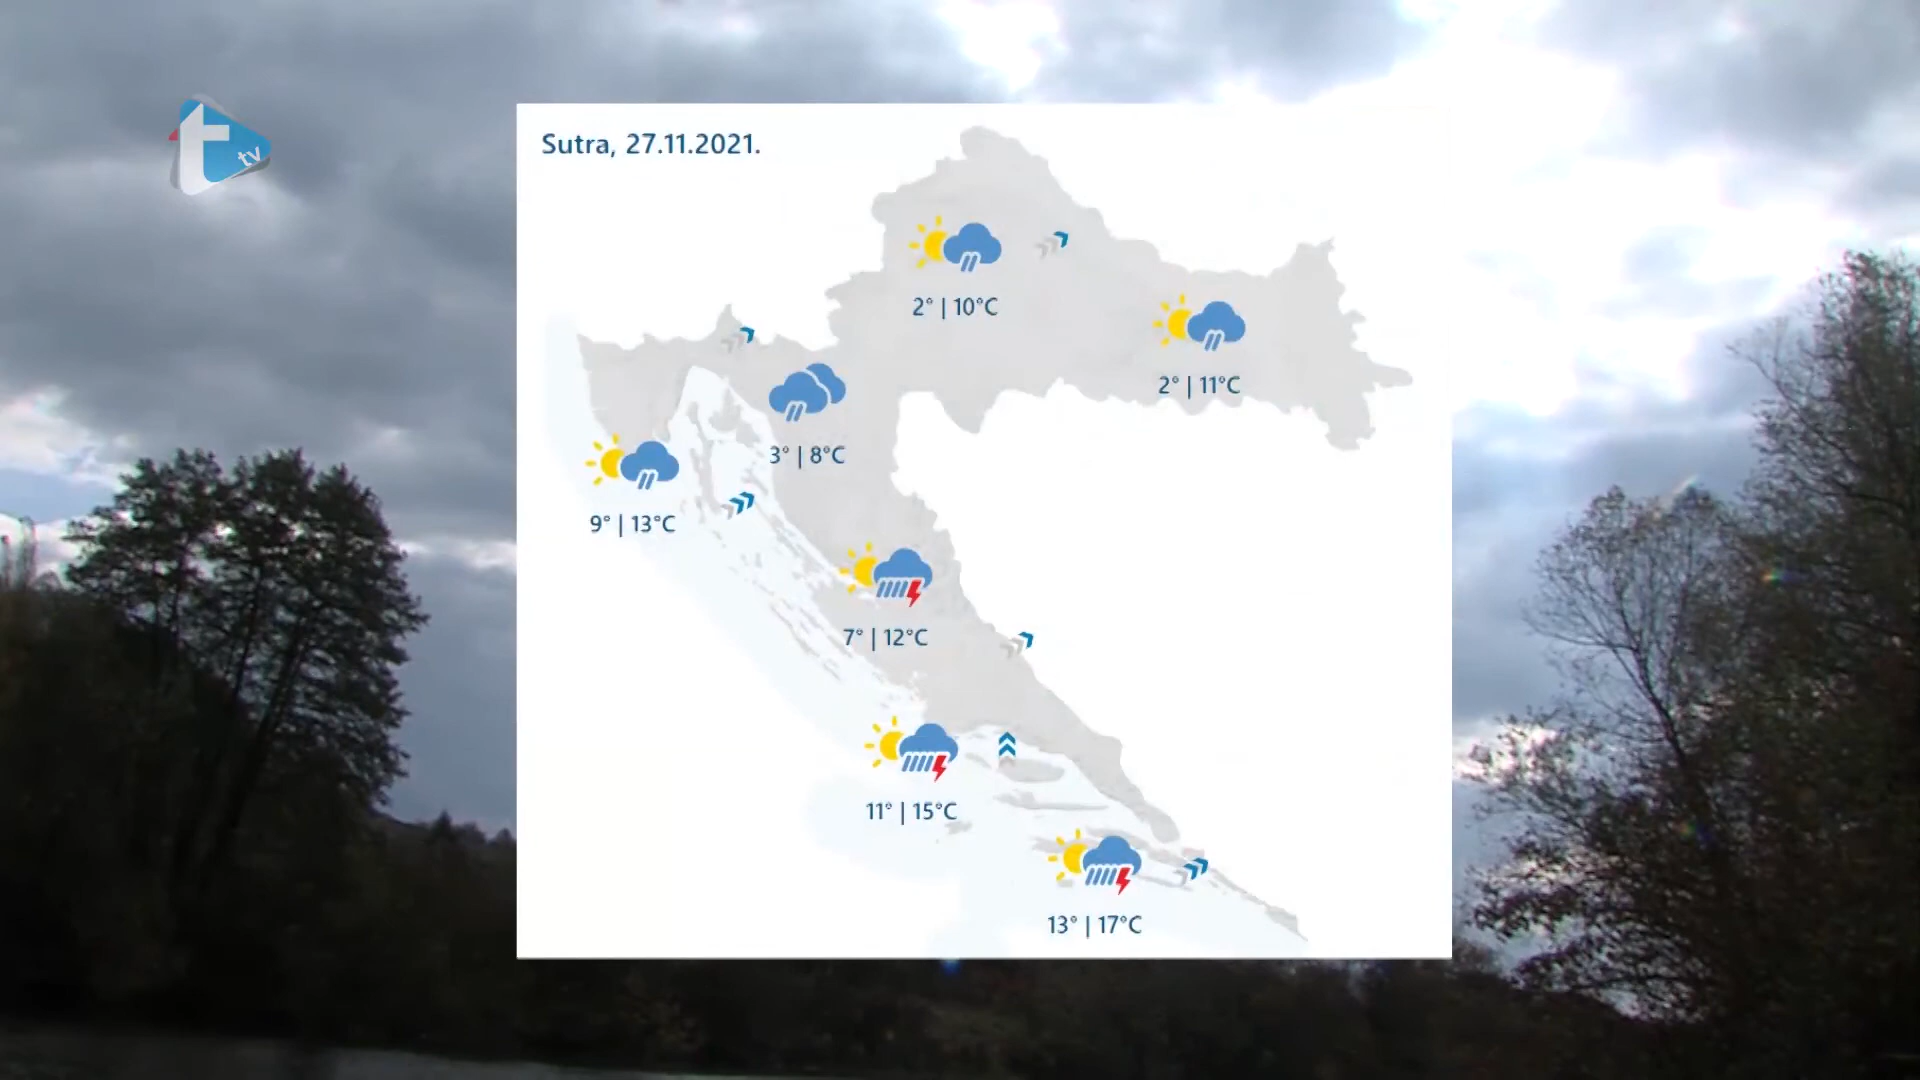 t
tv
Sutra, 27.11.2021.
2° | 10°C
2° | 11°C
3° | 8°C
9° | 13°C
7° | 12°C
11° | 15°C
13° | 17°C